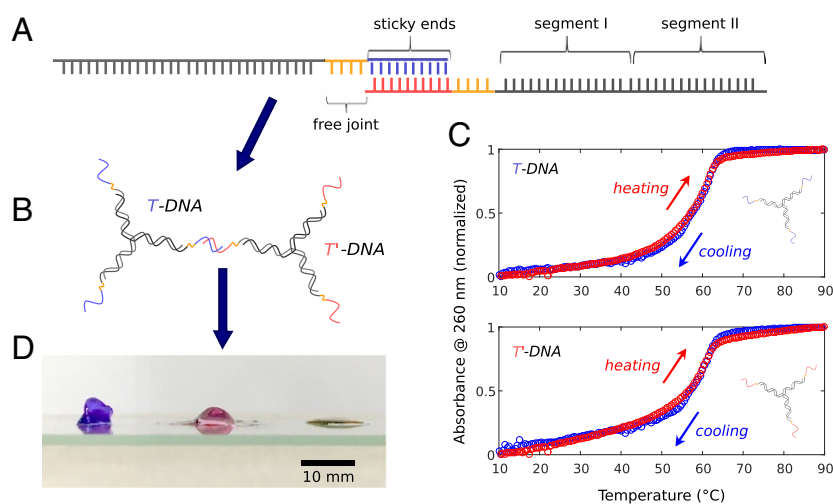 A
sticky ends
segment I
segment II
free joint
B
T-DNA
T'-DNA
C
Absorbance @ 260 nm (normalized)
1
0.5
0
T-DNA
heating
cooling
10 20 30 40 50 60 70 80 90
1
0.5
0
T'-DNA
heating
cooling
10 20 30 40 50 60 70 80 90
Temperature (°C)
D
10 mm